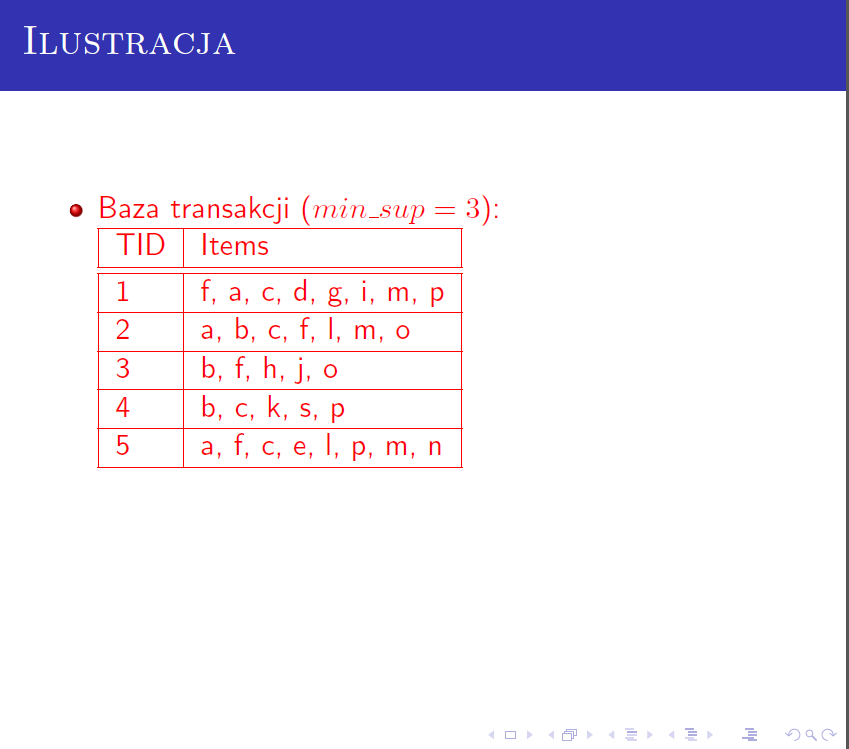 Ilustracja
Baza transakcji (min_sup = 3):
TID Items
1 f, a, c, d, g, i, m, p
2 a, b, c, f, l, m, o
3 b, f, h, j, o
4 b, c, k, s, p
5 a, f, c, e, l, p, m, n